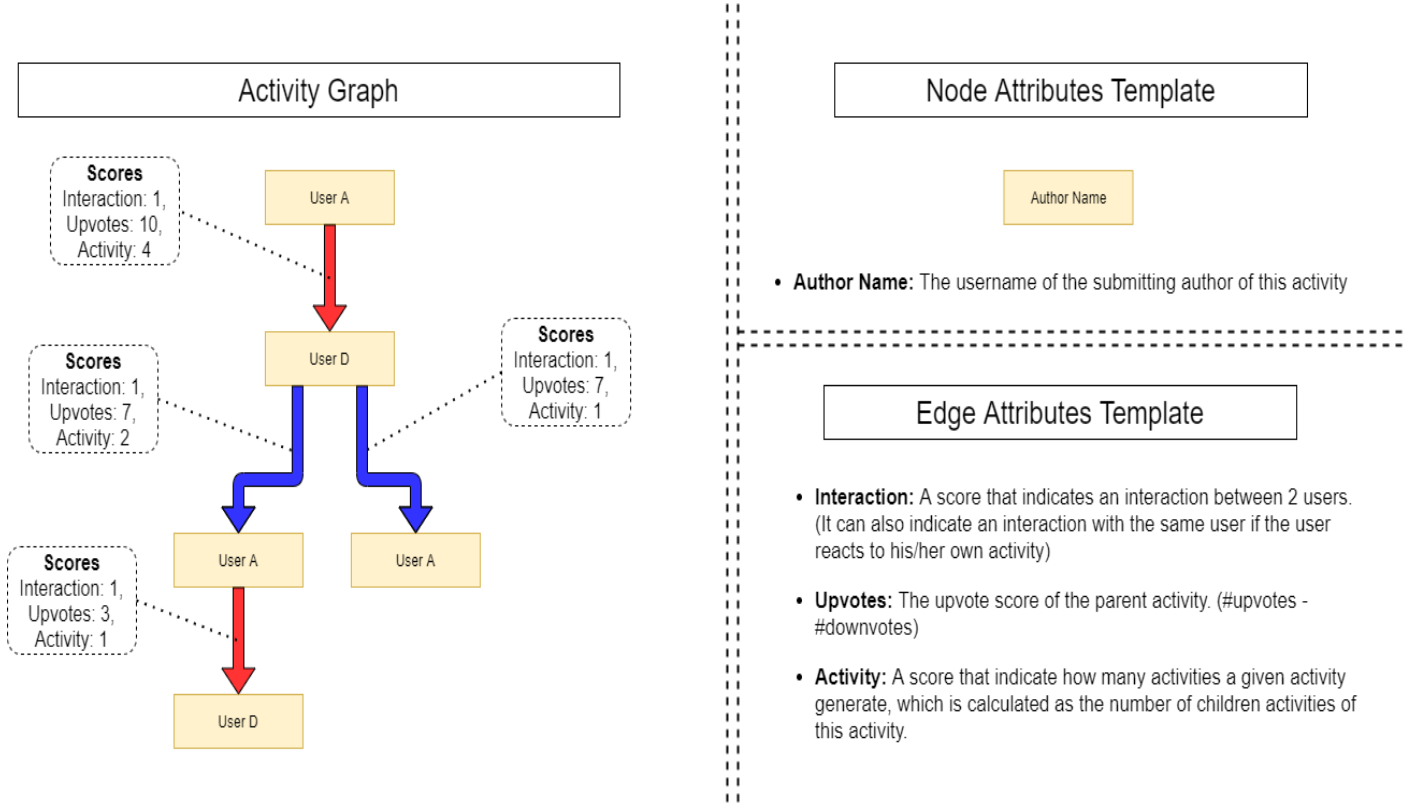 Activity Graph
Scores
Interaction: 1,
Upvotes: 10,
Activity: 4
User A
User D
Scores
Interaction: 1,
Upvotes: 7,
Activity: 1
Scores
Interaction: 1,
Upvotes: 7,
Activity: 2
User A
User A
Scores
Interaction: 1,
Upvotes: 3,
Activity: 1
User D
Node Attributes Template
Author Name
• Author Name: The username of the submitting author of this activity
Edge Attributes Template
• Interaction: A score that indicates an interaction between 2 users.
(It can also indicate an interaction with the same user if the user
reacts to his/her own activity)
• Upvotes: The upvote score of the parent activity. (#upvotes -
#downvotes)
• Activity: A score that indicate how many activities a given activity
generate, which is calculated as the number of children activities of
this activity.